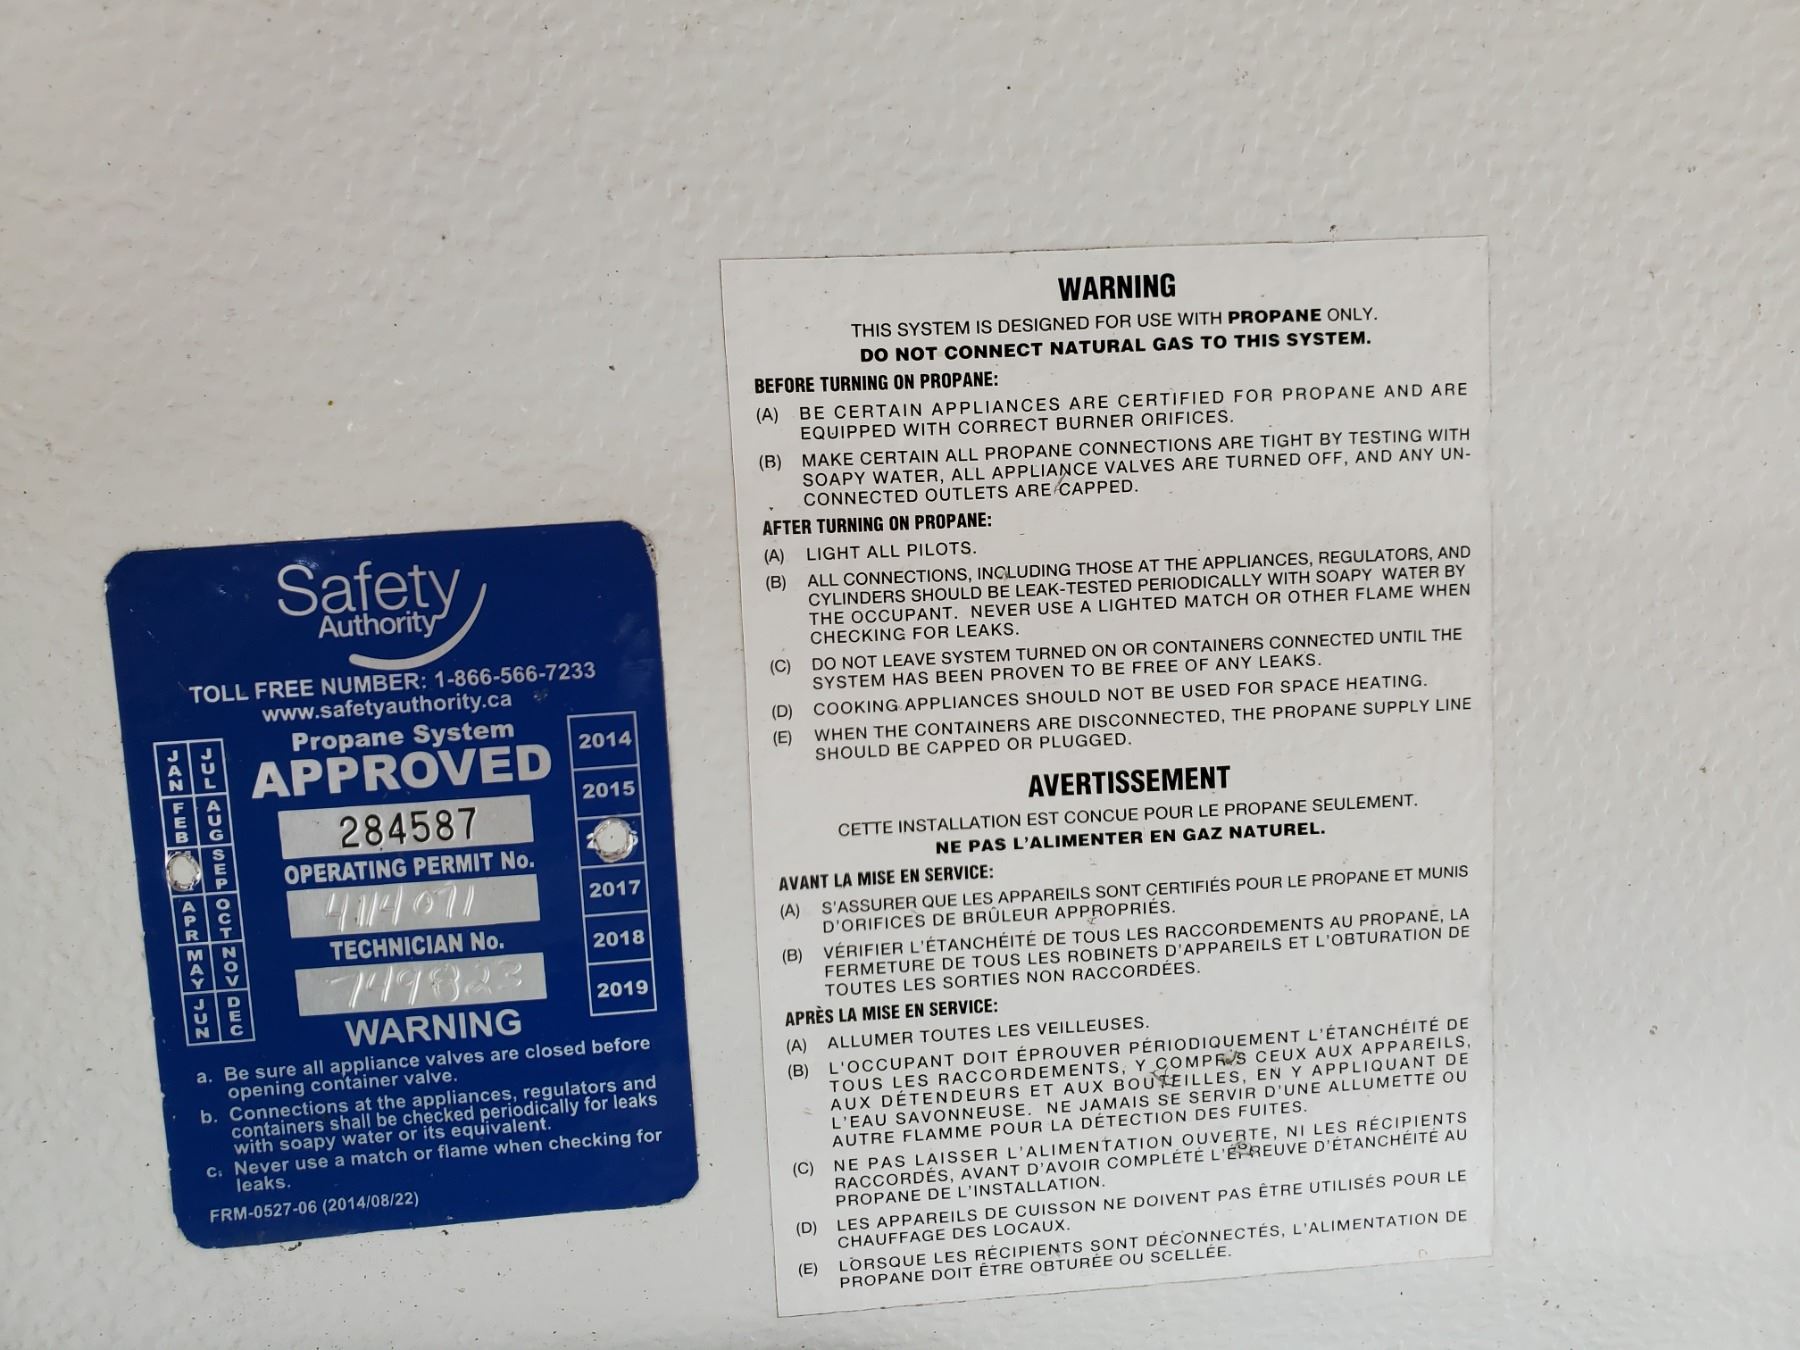 Safety
Authority
TOLL FREE NUMBER: 1-866-566-7233
www.safetyauthority.ca
Propane System
APPROVED
284587
OPERATING PERMIT No.
414071
TECHNICIAN No.
749823
JAN
FEB
APR
MAY
JUN
JUL
AUG
SEP
OCT
NOV
DEC
2014
2015
2017
2018
2019
WARNING
a. Be sure all appliance valves are closed before
opening container valve.
b. Connections at the appliances, regulators and
containers shall be checked periodically for leaks
with soapy water or its equivalent.
c. Never use a match or flame when checking for
leaks.
FRM-0527-06 (2014/08/22)
WARNING
THIS SYSTEM IS DESIGNED FOR USE WITH PROPANE ONLY.
DO NOT CONNECT NATURAL GAS TO THIS SYSTEM.
BEFORE TURNING ON PROPANE:
(A) BE CERTAIN APPLIANCES ARE CERTIFIED FOR PROPANE AND ARE
EQUIPPED WITH CORRECT BURNER ORIFICES.
(B) MAKE CERTAIN ALL PROPANE CONNECTIONS ARE TIGHT BY TESTING WITH
SOAPY WATER, ALL APPLIANCE VALVES ARE TURNED OFF, AND ANY UN-
CONNECTED OUTLETS ARE CAPPED.
AFTER TURNING ON PROPANE:
(A) LIGHT ALL PILOTS.
(B) ALL CONNECTIONS, INCLUDING THOSE AT THE APPLIANCES, REGULATORS, AND
CYLINDERS SHOULD BE LEAK-TESTED PERIODICALLY WITH SOAPY WATER BY
THE OCCUPANT. NEVER USE A LIGHTED MATCH OR OTHER FLAME WHEN
CHECKING FOR LEAKS.
(C) DO NOT LEAVE SYSTEM TURNED ON OR CONTAINERS CONNECTED UNTIL THE
SYSTEM HAS BEEN PROVEN TO BE FREE OF ANY LEAKS.
(D) COOKING APPLIANCES SHOULD NOT BE USED FOR SPACE HEATING.
(E) WHEN THE CONTAINERS ARE DISCONNECTED, THE PROPANE SUPPLY LINE
SHOULD BE CAPPED OR PLUGGED.
AVERTISSEMENT
CETTE INSTALLATION EST CONCUE POUR LE PROPANE SEULEMENT.
NE PAS L'ALIMENTER EN GAZ NATUREL.
AVANT LA MISE EN SERVICE:
(A) S'ASSURER QUE LES APPAREILS SONT CERTIFIÉS POUR LE PROPANE ET MUNIS
D'ORIFICES DE BRÛLEUR APPROPRIÉS.
(B) VÉRIFIER L'ÉTANCHÉITÉ DE TOUS LES RACCORDEMENTS AU PROPANE, LA
FERMETURE DE TOUS LES ROBINETS D'APPAREILS ET L'OBTURATION DE
TOUTES LES SORTIES NON RACCORDÉES.
APRÈS LA MISE EN SERVICE:
(A) ALLUMER TOUTES LES VEILLEUSES.
(B) L'OCCUPANT DOIT ÉPROUVER PÉRIODIQUEMENT L'ÉTANCHÉITÉ DE
TOUS LES RACCORDEMENTS, Y COMPRIS CEUX AUX APPAREILS,
AUX DÉTENDEURS ET AUX BOUTEILLES, EN Y APPLIQUANT DE
L'EAU SAVONNEUSE. NE JAMAIS SE SERVIR D'UNE ALLUMETTE OU
AUTRE FLAMME POUR LA DÉTECTION DES FUITES.
(C) NE PAS LAISSER L'ALIMENTATION OUVERTE, NI LES RÉCIPIENTS
RACCORDÉS, AVANT D'AVOIR COMPLÉTÉ L'ÉPREUVE D'ÉTANCHÉITÉ AU
PROPANE DE L'INSTALLATION.
(D) LES APPAREILS DE CUISSON NE DOIVENT PAS ÊTRE UTILISÉS POUR LE
CHAUFFAGE DES LOCAUX.
(E) LORSQUE LES RÉCIPIENTS SONT DÉCONNECTÉS, L'ALIMENTATION DE
PROPANE DOIT ÊTRE OBTURÉE OU SCELLÉE.